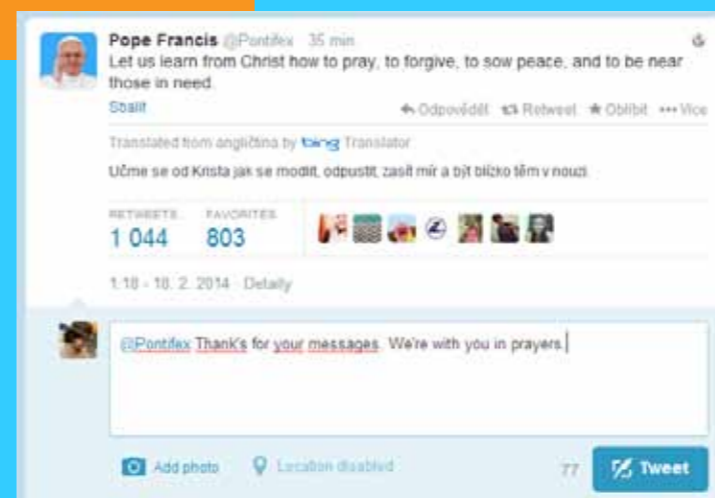 Pope Francis @Pontifex 35 min
Let us learn from Christ how to pray, to forgive, to sow peace, and to be near
those in need.
Sbalit
Odpovědět Retweet Oblíbit Více
Translated from angličtina by bing Translator
Učme se od Krista jak se modlit, odpustit, zasít mír a být blízko těm v nouzi.
RETWEETS FAVORITES
1 044 803
1:18 - 18. 2. 2014 Detaily
@Pontifex Thank's for your messages. We're with you in prayers.
Add photo Location disabled 77 Tweet